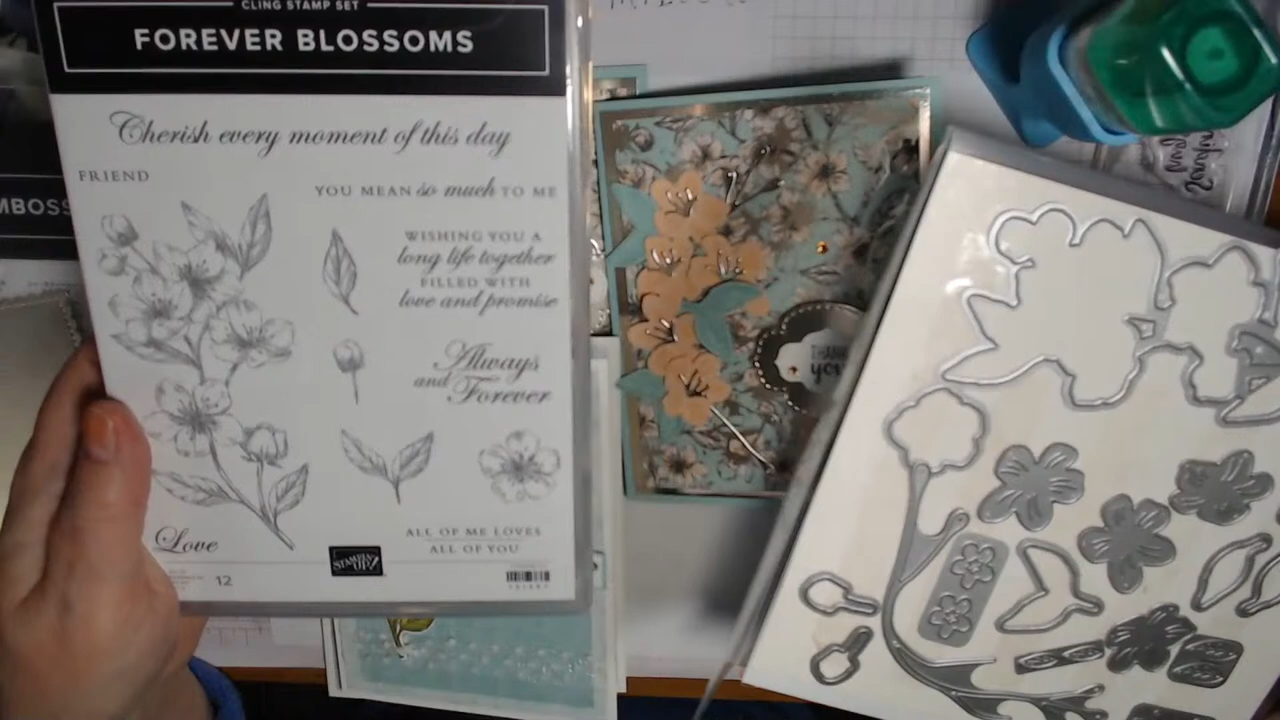 CLING STAMP SET
FOREVER BLOSSOMS
Cherish every moment of this day
FRIEND
YOU MEAN so much TO ME
WISHING YOU A
long life together
FILLED WITH
love and promise
Always
and Forever
Love
ALL OF ME LOVES
ALL OF YOU
STAMPIN' UP!
12
MBOSS
THANK
you